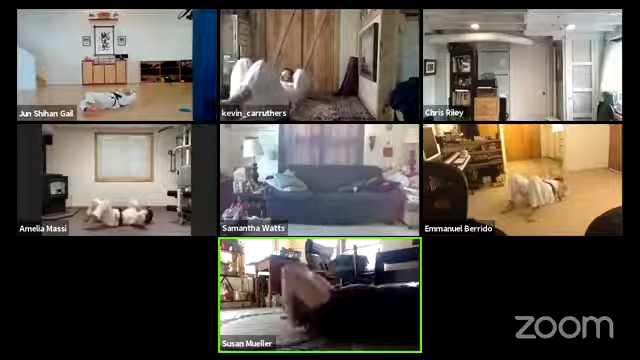 Jun Shihan Gail
kevin_carruthers
Chris Riley
Amelia Massi
Samantha Watts
Emmanuel Berrido
Susan Mueller
zoom